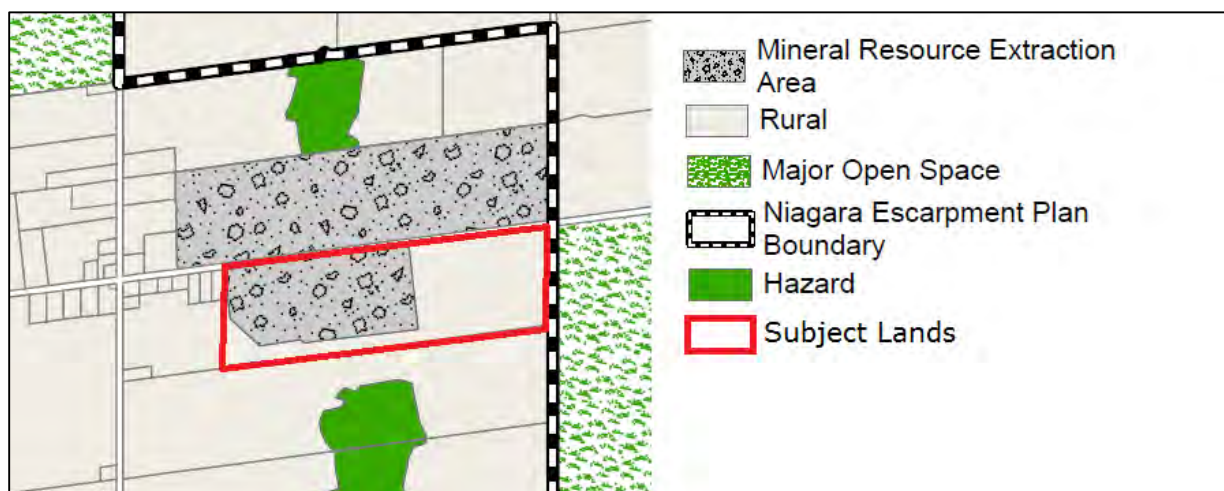 Mineral Resource Extraction
Area
Rural
Major Open Space
Niagara Escarpment Plan
Boundary
Hazard
Subject Lands